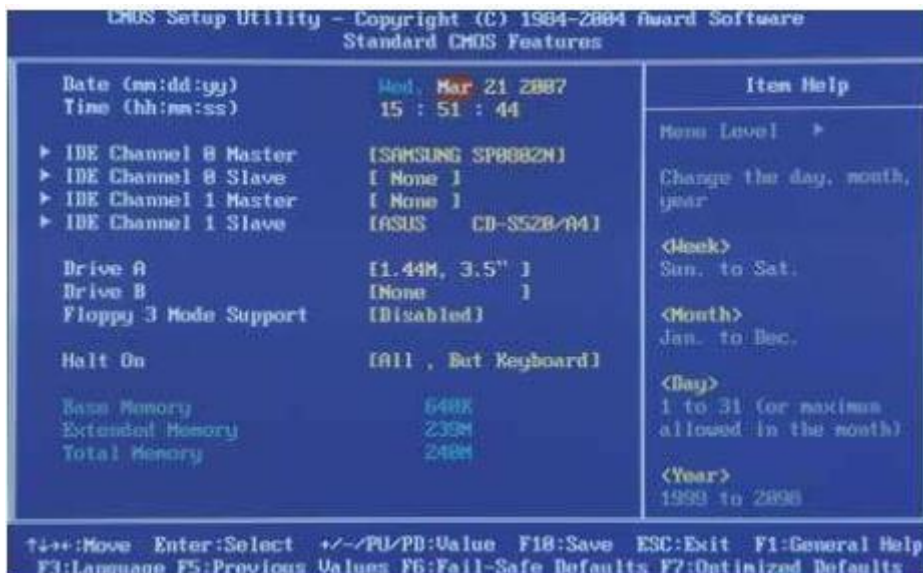 CMOS Setup Utility - Copyright (C) 1984-2004 Award Software
Standard CMOS Features
Date (mm:dd:yy) Wed, Mar 21 2007
Time (hh:mm:ss) 15 : 51 : 44
Item Help
Menu Level ▶
▶ IDE Channel 0 Master [SAMSUNG SP0802N]
▶ IDE Channel 0 Slave [ None ]
▶ IDE Channel 1 Master [ None ]
▶ IDE Channel 1 Slave [ASUS CD-S520/A4]
Change the day, month,
year
<Week>
Sun. to Sat.
Drive A [1.44M, 3.5" ]
Drive B [None ]
Floppy 3 Mode Support [Disabled]
<Month>
Jan. to Dec.
Halt On [All , But Keyboard]
<Day>
1 to 31 (or maximum
allowed in the month)
Base Memory 640K
Extended Memory 239M
Total Memory 240M
<Year>
1999 to 2098
↑↓→←:Move Enter:Select +/-/PU/PD:Value F10:Save ESC:Exit F1:General Help
F3:Language F5:Previous Values F6:Fail-Safe Defaults F7:Optimized Defaults